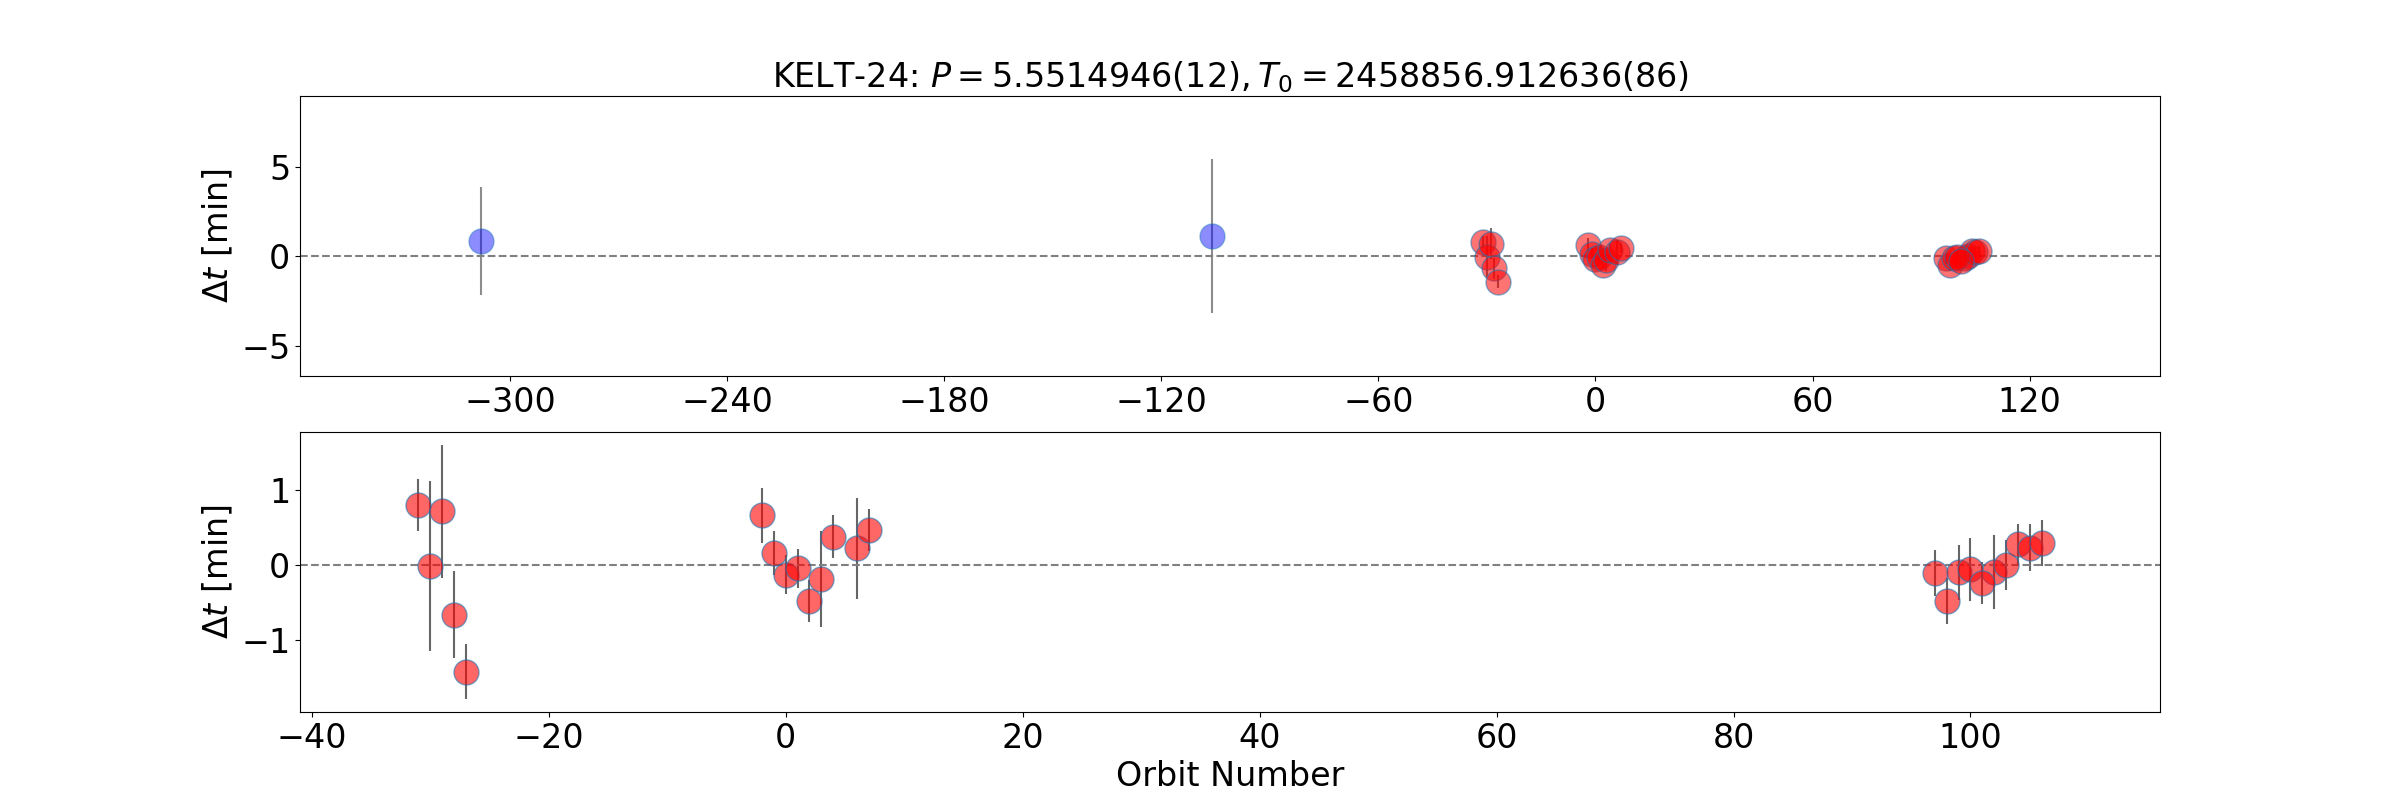 KELT-24: P = 5.5514946(12), T₀ = 2458856.912636(86)
Δt [min]
5
0
−5
−300 −240 −180 −120 −60 0 60 120
Δt [min]
1
0
−1
−40 −20 0 20 40 60 80 100
Orbit Number